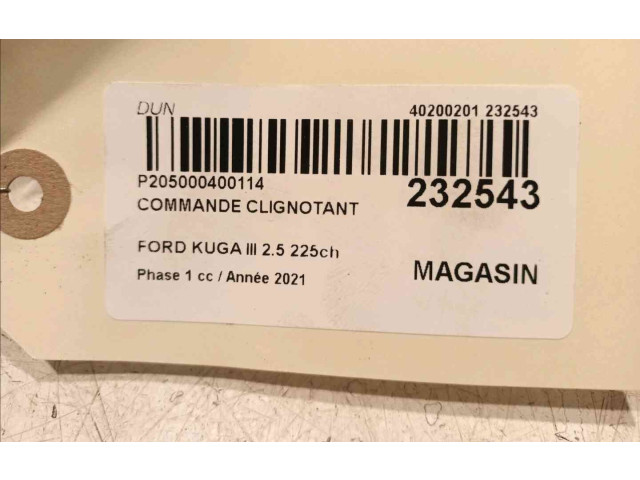 DUN 40200201 232543
P205000400114 232543
COMMANDE CLIGNOTANT
FORD KUGA III 2.5 225ch
Phase 1 cc / Année 2021 MAGASIN